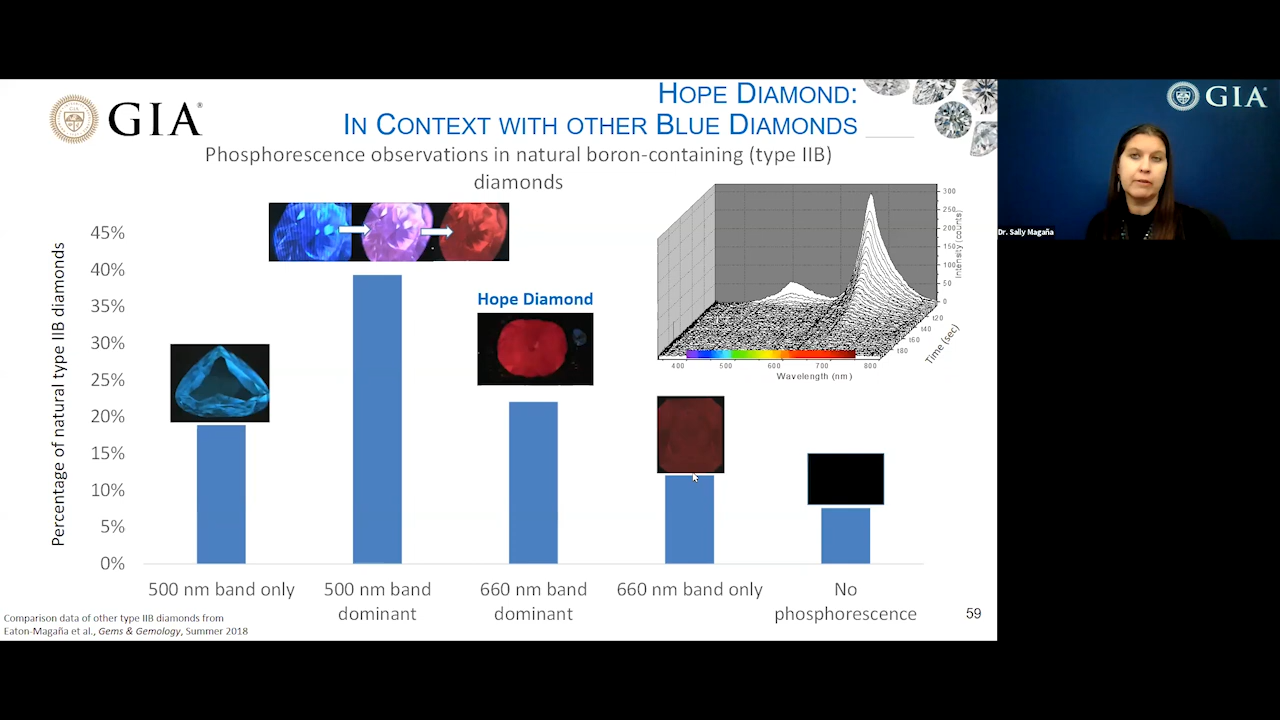 GIA®
HOPE DIAMOND:
IN CONTEXT WITH OTHER BLUE DIAMONDS
GIA
Phosphorescence observations in natural boron-containing (type IIB)
diamonds
Dr. Sally Magaña
Percentage of natural type IIB diamonds
45%
40%
35%
30%
25%
20%
15%
10%
5%
0%
Hope Diamond
300
250
200
150
100
50
0
Intensity (counts)
t20
t40
t60
t80
Time (sec)
400 500 600 700 800
Wavelength (nm)
500 nm band only
500 nm band
dominant
660 nm band
dominant
660 nm band only
No
phosphorescence
Comparison data of other type IIB diamonds from
Eaton-Magaña et al., Gems & Gemology, Summer 2018
59